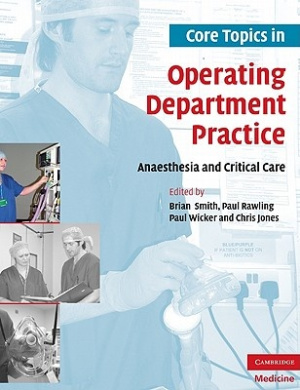 Core Topics in
Operating
Department
Practice
Anaesthesia and Critical Care
Edited by
Brian Smith, Paul Rawling
Paul Wicker and Chris Jones
CAMBRIDGE
Medicine